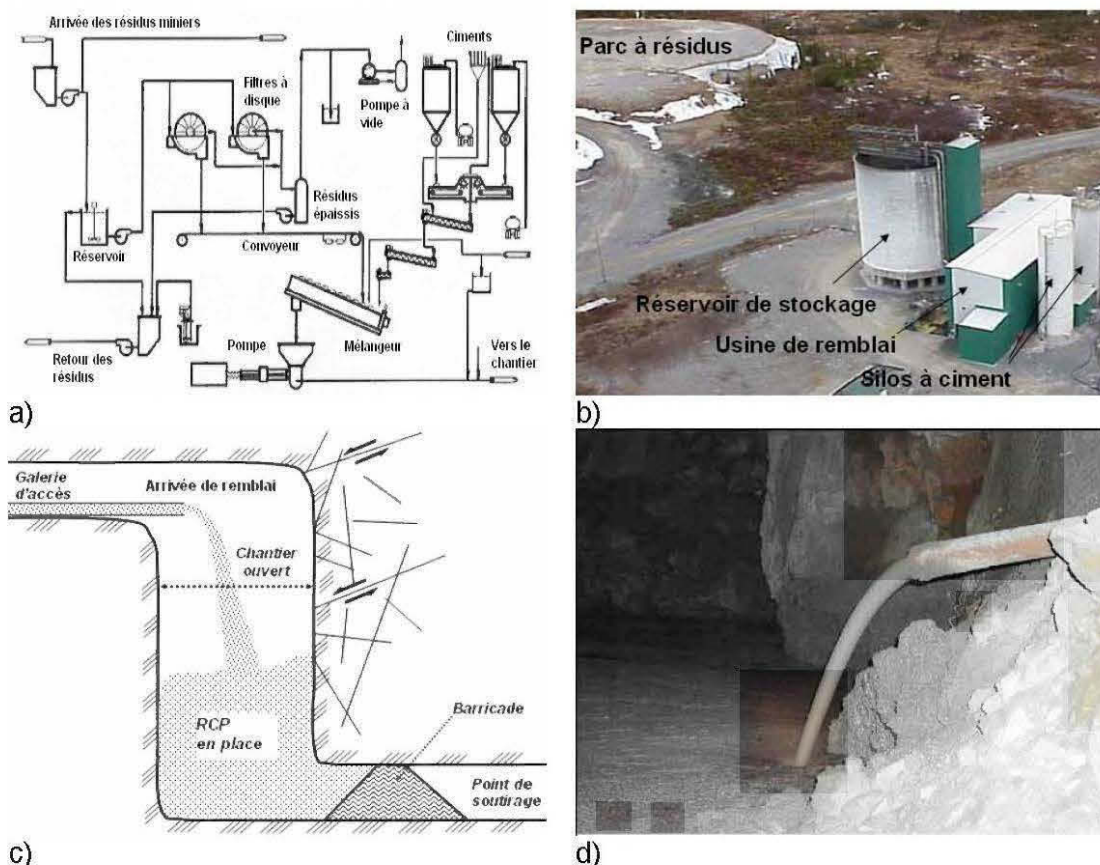 Arrivée des résidus miniers
Ciments
Filtres à
disque
Pompe à
vide
Résidus
épaissis
Réservoir
Convoyeur
Retour des
résidus
Pompe
Mélangeur
Vers le
chantier
a)
Parc à résidus
Réservoir de stockage
Usine de remblai
Silos à ciment
b)
Galerie
d'accès
Arrivée de remblai
Chantier
ouvert
RCP
en place
Barricade
Point de
soutirage
c)
d)